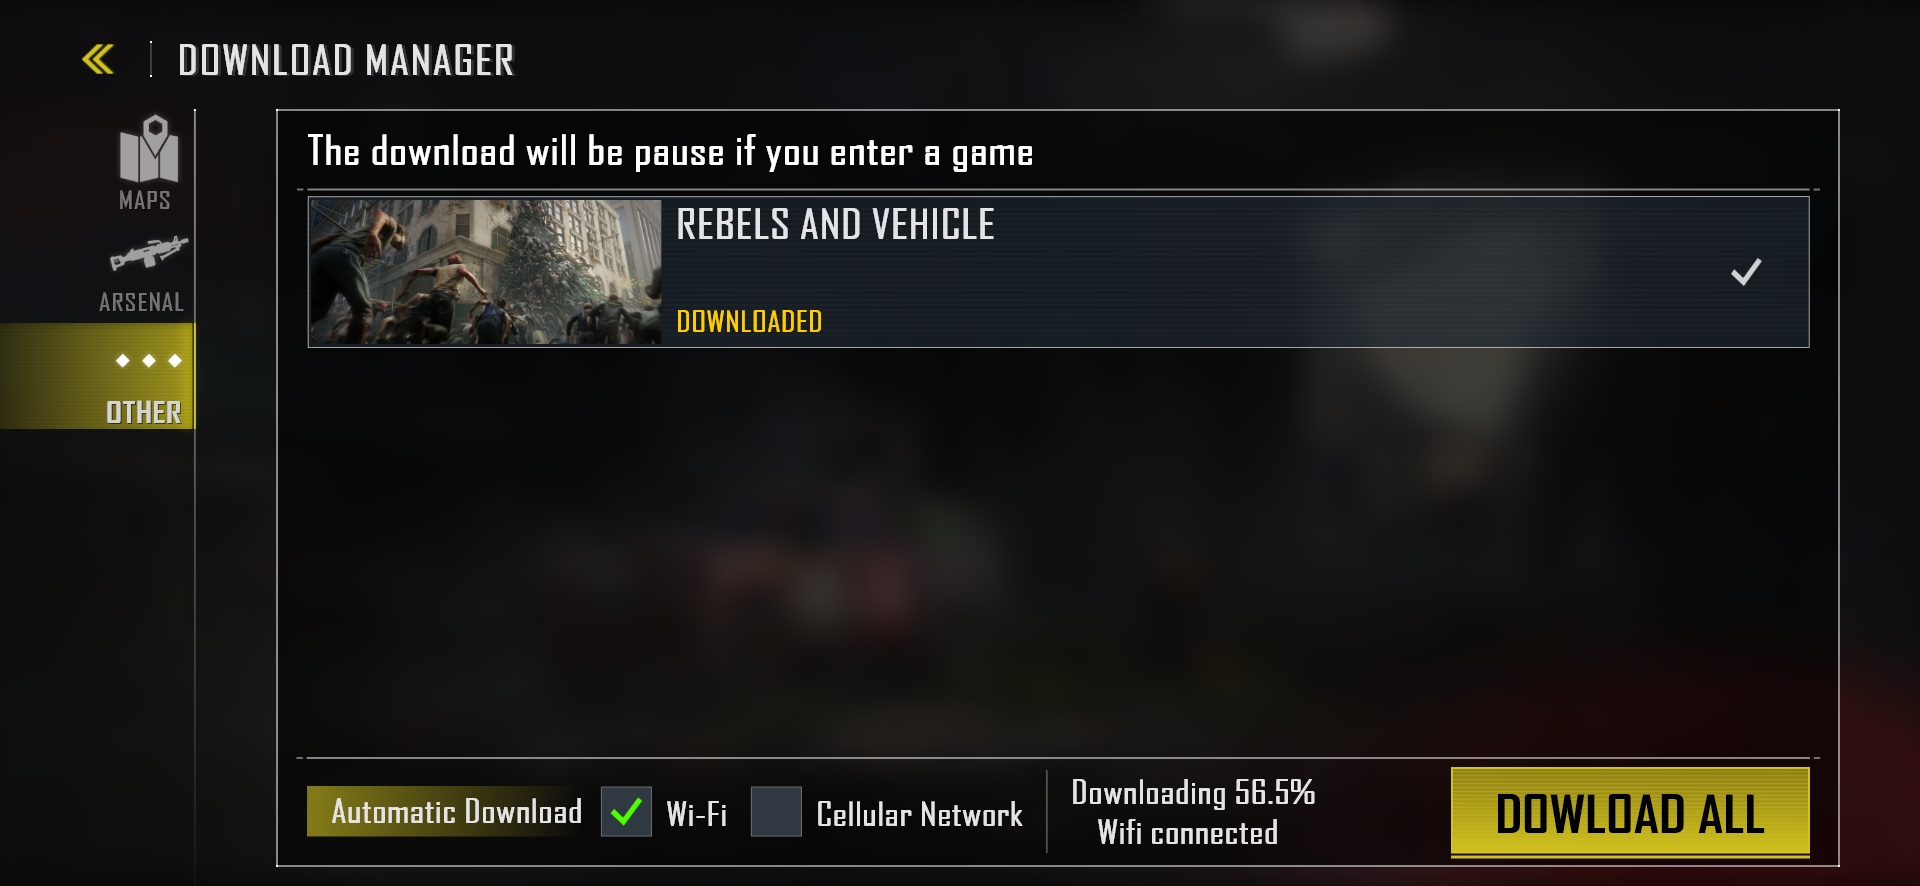 DOWNLOAD MANAGER
MAPS
ARSENAL
OTHER
The download will be pause if you enter a game
REBELS AND VEHICLE
DOWNLOADED
Automatic Download
Wi-Fi
Cellular Network
Downloading 56.5%
Wifi connected
DOWLOAD ALL